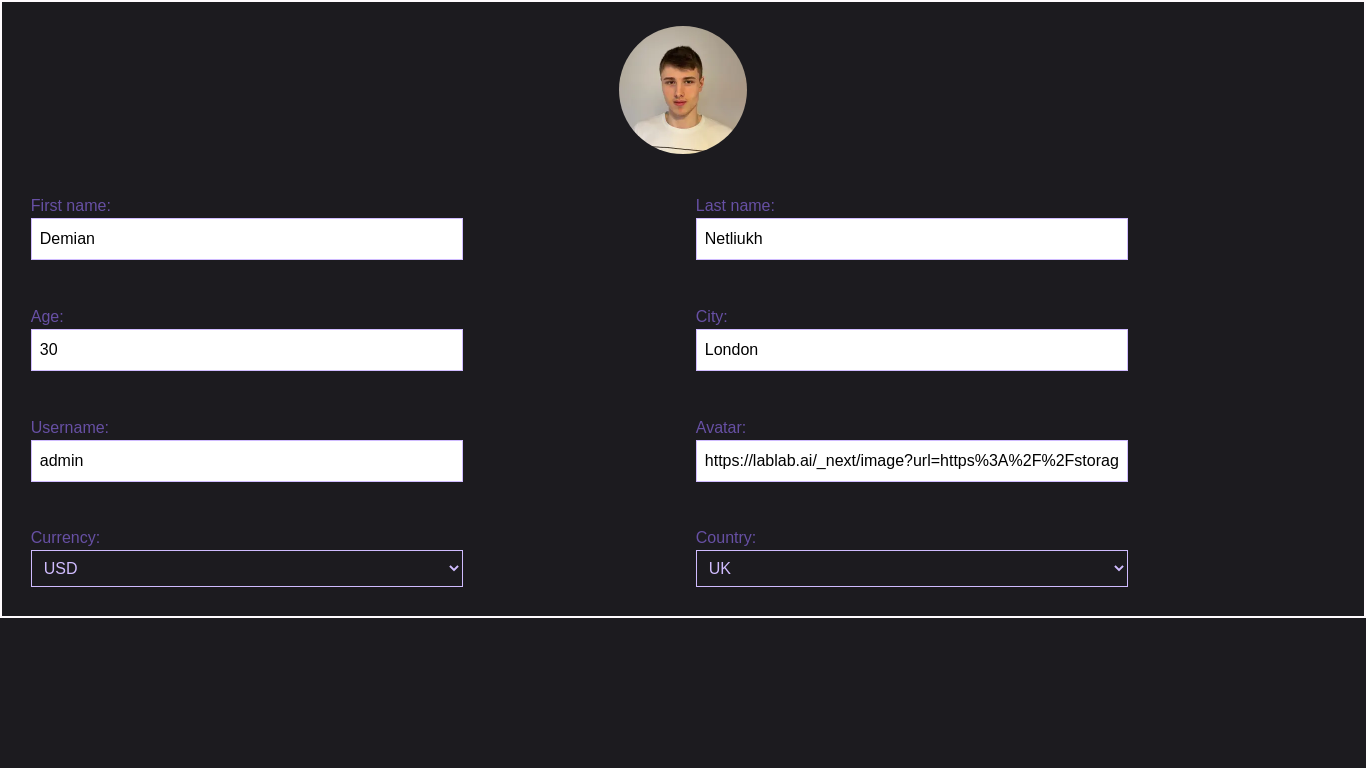 First name:
Last name:
Demian
Netliukh
Age:
City:
30
London
Username:
Avatar:
admin
https://lablab.ai/_next/image?url=https%3A%2F%2Fstorag
Currency:
Country:
USD
UK